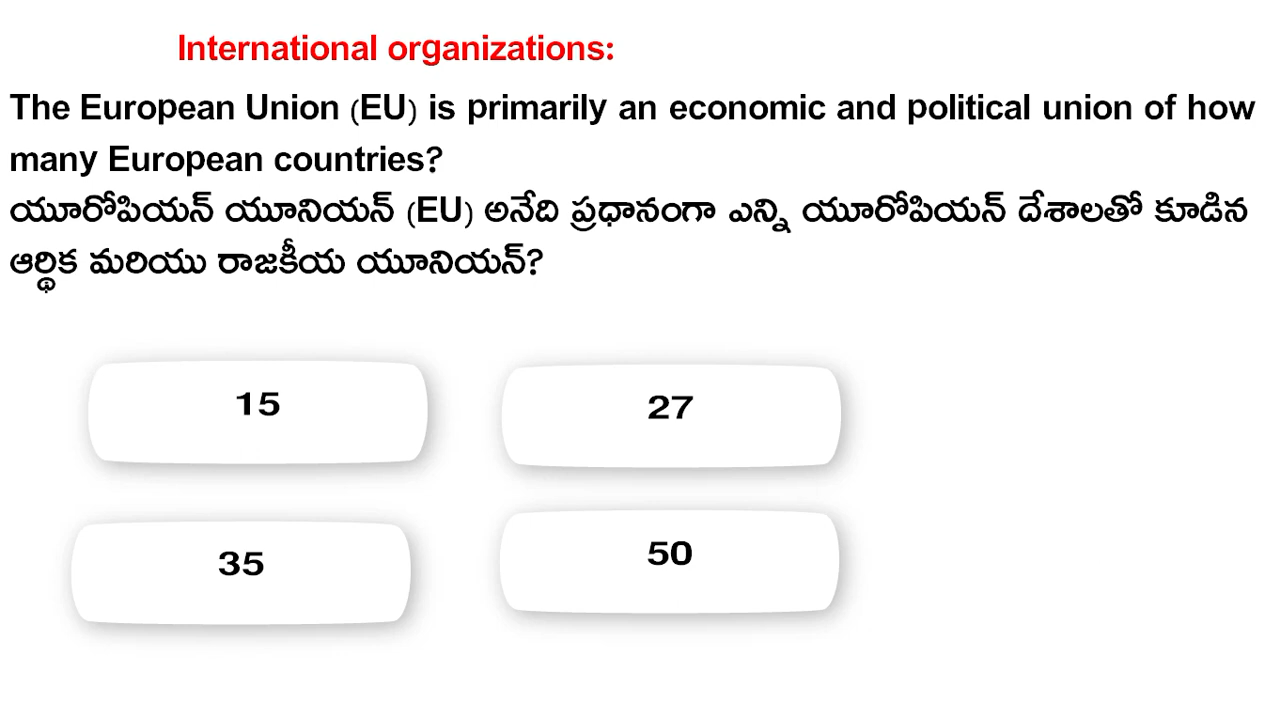 International organizations:
The European Union (EU) is primarily an economic and political union of how
many European countries?
యూరోపియన్ యూనియన్ (EU) అనేది ప్రధానంగా ఎన్ని యూరోపియన్ దేశాలతో కూడిన
ఆర్థిక మరియు రాజకీయ యూనియన్?
15
27
35
50